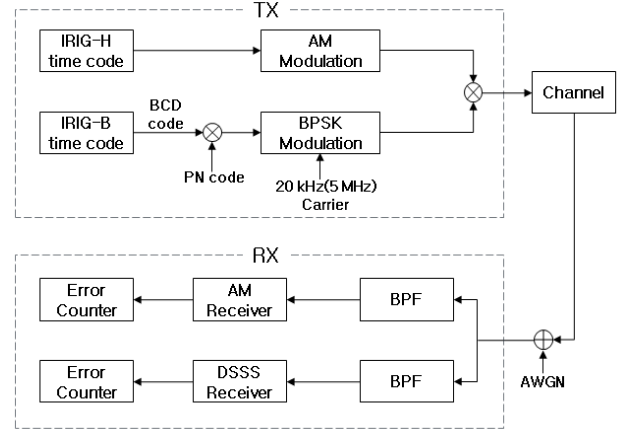 TX
IRIG-H
time code
AM
Modulation
Channel
IRIG-B
time code
BCD
code
PN code
BPSK
Modulation
20 kHz(5 MHz)
Carrier
RX
Error
Counter
AM
Receiver
BPF
Error
Counter
DSSS
Receiver
BPF
AWGN